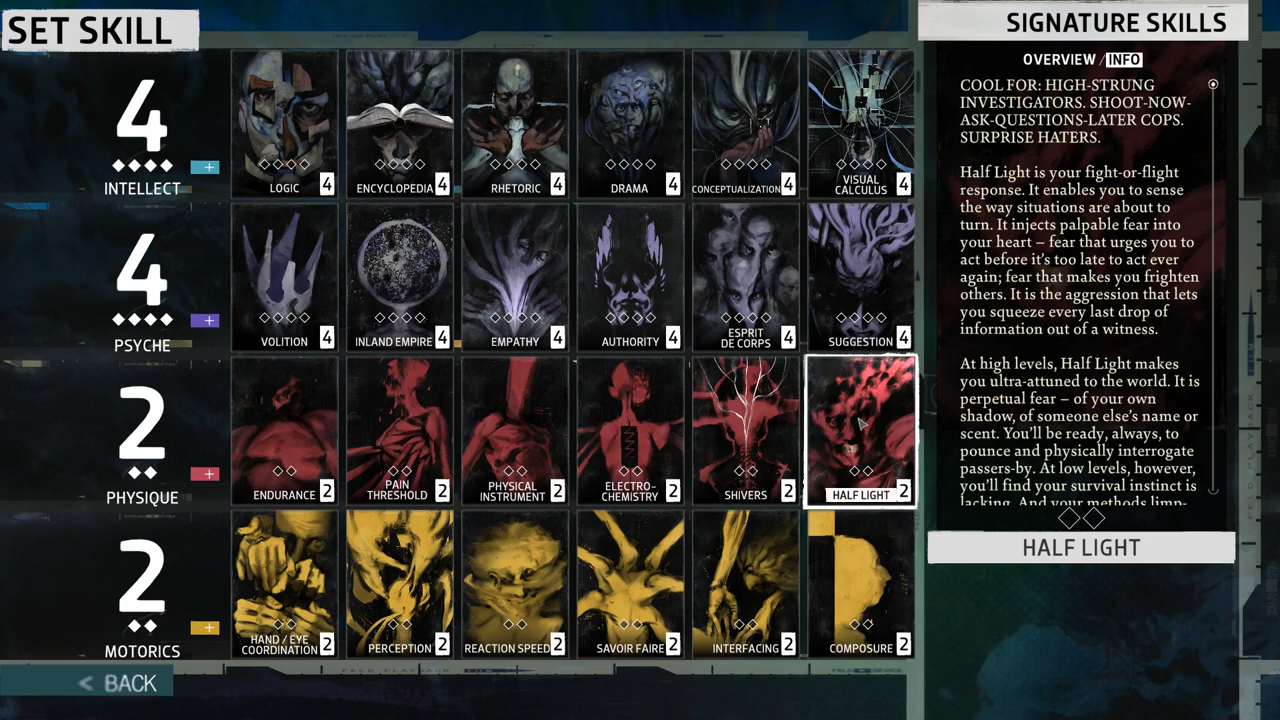 SET SKILL
4
INTELLECT
+
LOGIC 4
ENCYCLOPEDIA 4
RHETORIC 4
DRAMA 4
CONCEPTUALIZATION 4
VISUAL
CALCULUS 4
4
PSYCHE
+
VOLITION 4
INLAND EMPIRE 4
EMPATHY 4
AUTHORITY 4
ESPRIT
DE CORPS 4
SUGGESTION 4
2
PHYSIQUE
+
ENDURANCE 2
PAIN
THRESHOLD 2
PHYSICAL
INSTRUMENT 2
ELECTRO-
CHEMISTRY 2
SHIVERS 2
HALF LIGHT 2
2
MOTORICS
+
HAND / EYE
COORDINATION 2
PERCEPTION 2
REACTION SPEED 2
SAVOIR FAIRE 2
INTERFACING 2
COMPOSURE 2
< BACK
SIGNATURE SKILLS
OVERVIEW / INFO
COOL FOR: HIGH-STRUNG
INVESTIGATORS. SHOOT-NOW-
ASK-QUESTIONS-LATER COPS.
SURPRISE HATERS.
Half Light is your fight-or-flight
response. It enables you to sense
the way situations are about to
turn. It injects palpable fear into
your heart – fear that urges you to
act before it's too late to act ever
again; fear that makes you frighten
others. It is the aggression that lets
you squeeze every last drop of
information out of a witness.
At high levels, Half Light makes
you ultra-attuned to the world. It is
perpetual fear – of your own
shadow, of someone else's name or
scent. You'll be ready, always, to
pounce and physically interrogate
passers-by. At low levels, however,
you'll find your survival instinct is
lacking. And your methods limp-
HALF LIGHT